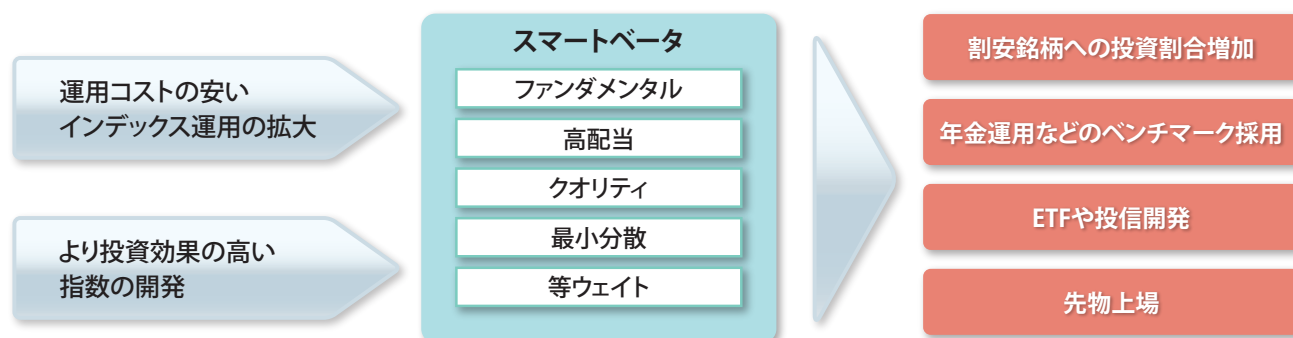 運用コストの安い
インデックス運用の拡大
より投資効果の高い
指数の開発
スマートベータ
ファンダメンタル
高配当
クオリティ
最小分散
等ウェイト
割安銘柄への投資割合増加
年金運用などのベンチマーク採用
ETFや投信開発
先物上場